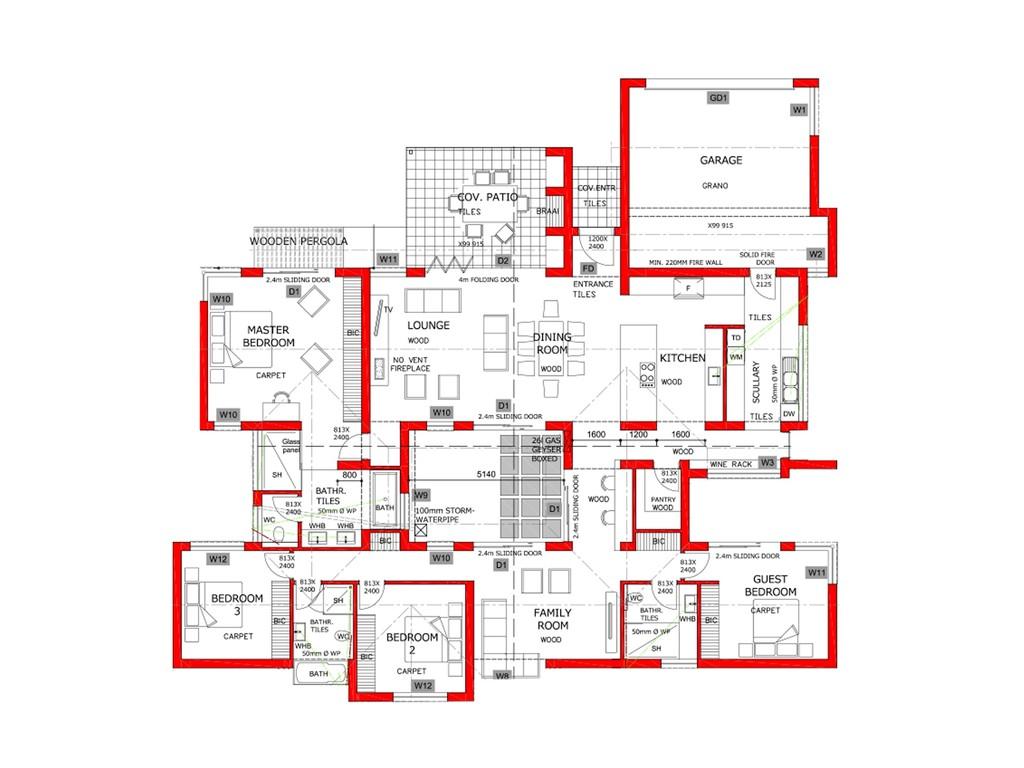 GD1
W1
GARAGE
GRANO
COV.ENTR
TILES
COV. PATIO
TILES
BRAAI
X99 915
1200X
2400
X99 915
WOODEN PERGOLA
W11
D2
FD
SOLID FIRE
DOOR
W2
MIN. 220MM FIRE WALL
2.4m SLIDING DOOR
4m FOLDING DOOR
ENTRANCE
TILES
F
813X
2125
W10
D1
TV
LOUNGE
WOOD
TILES
MASTER
BEDROOM
BIC
DINING
ROOM
WOOD
TD
WM
NO VENT
FIREPLACE
KITCHEN
WOOD
SCULLARY
50mm Ø WP
CARPET
W10
W10
D1
2.4m SLIDING DOOR
TILES
DW
813X
2400
Glass
panel
SH
26l GAS
GEYSER
BOXED
1600
1200
1600
WOOD
WINE RACK
W3
800
5140
BATHR.
TILES
50mm Ø WP
BATH
W9
100mm STORM-
WATERPIPE
D1
2.4m SLIDING DOOR
WOOD
813X
2400
PANTRY
WOOD
813X
2400
WC
WHB
WHB
BIC
BIC
W12
813X
2400
W10
2.4m SLIDING DOOR
D1
813X
2400
2.4m SLIDING DOOR
W11
813X
2400
813X
2400
813X
2400
GUEST
BEDROOM
CARPET
BEDROOM
3
CARPET
BIC
SH
BATHR.
TILES
WC
WHB
50mm Ø WP
BATH
BIC
BEDROOM
2
CARPET
W12
FAMILY
ROOM
WOOD
W8
WC
BATHR.
TILES
WHB
50mm Ø WP
SH
BIC